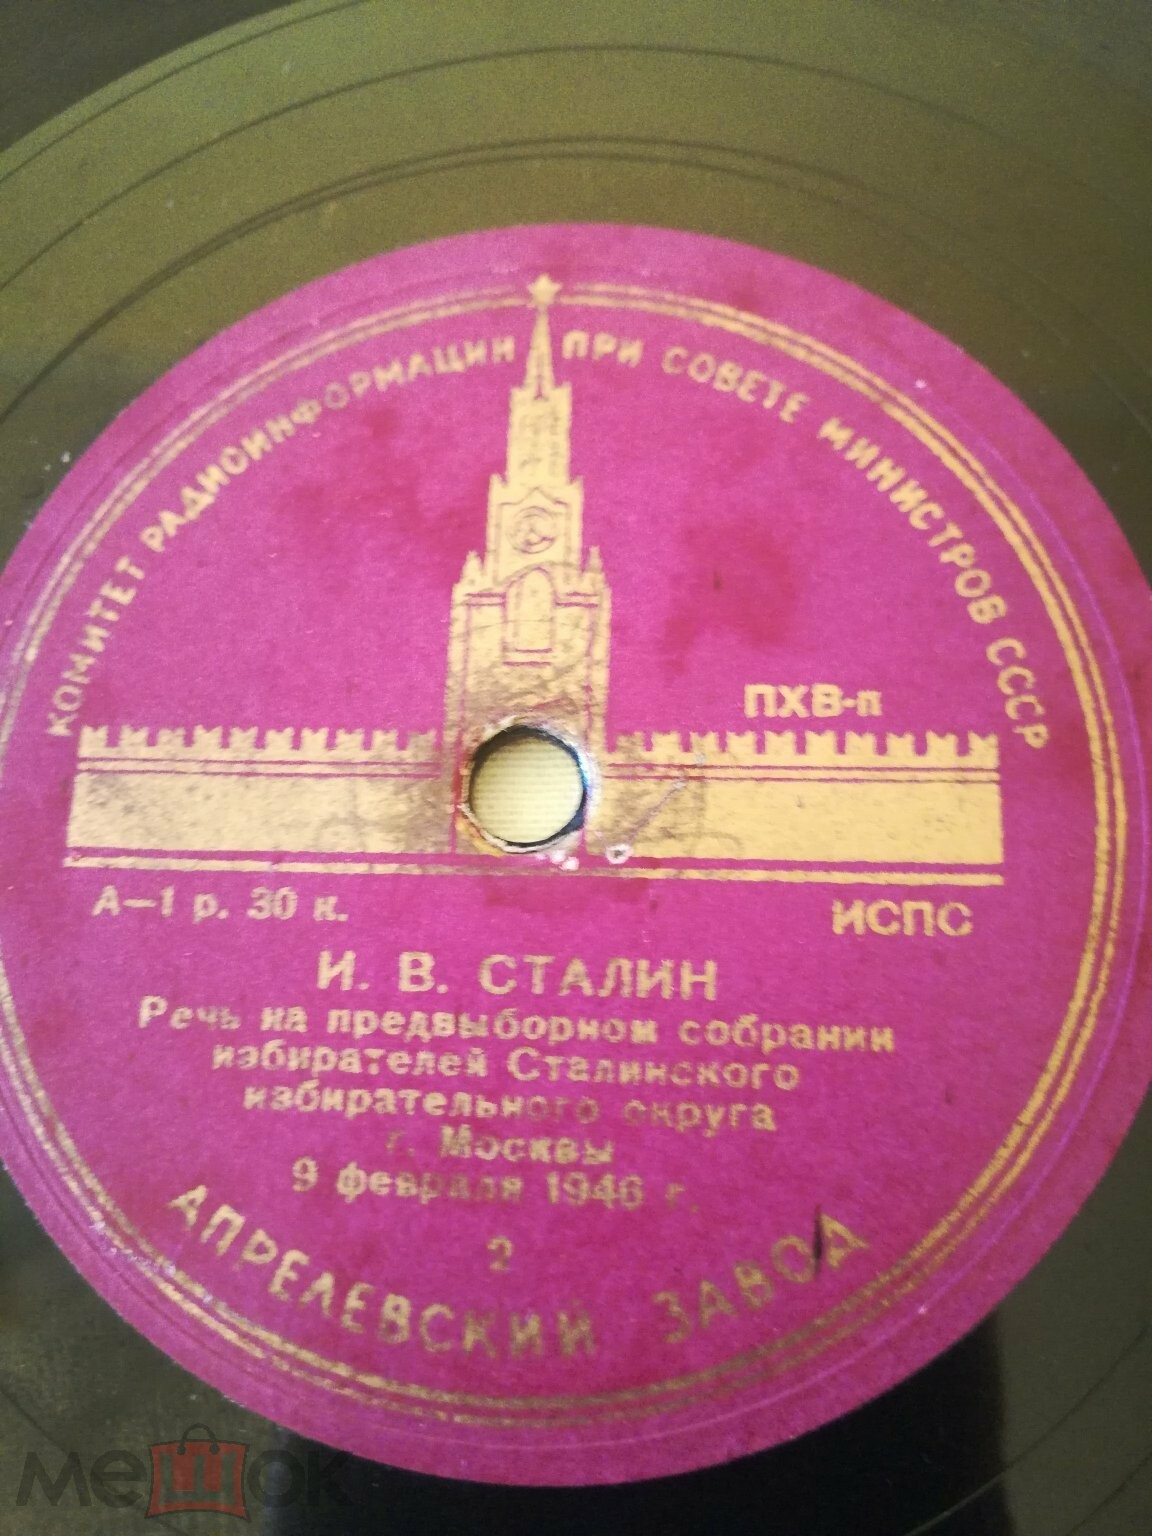 КОМИТЕТ РАДИОИНФОРМАЦИИ ПРИ СОВЕТЕ МИНИСТРОВ СССР
ПХВ-п
А—1 р. 30 к.
ИСПС
И. В. СТАЛИН
Речь на предвыборном собрании
избирателей Сталинского
избирательного округа
г. Москвы
9 февраля 1946 г.
2
АПРЕЛЕВСКИЙ ЗАВОД
мешок